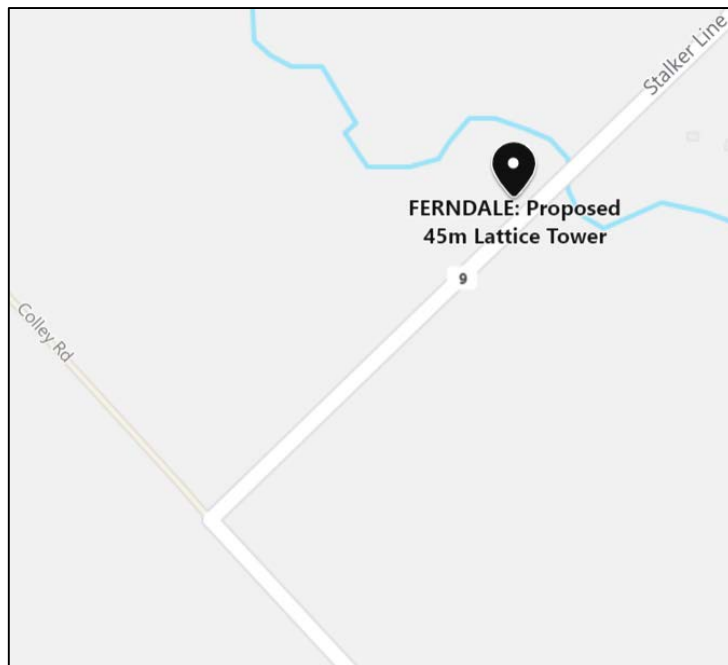 Stalker Line
FERNDALE: Proposed
45m Lattice Tower
9
Colley Rd